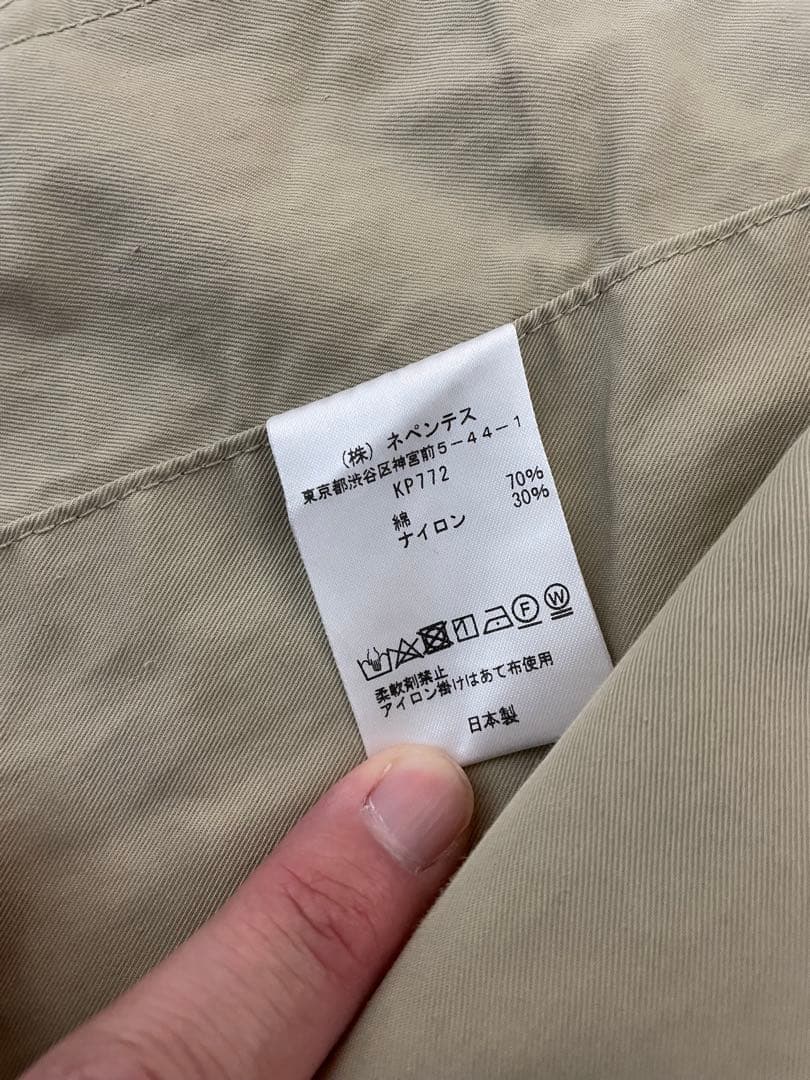 (株) ネペンテス
東京都渋谷区神宮前5-44-1
KP772
綿 70%
ナイロン 30%
F W
柔軟剤禁止
アイロン掛けはあて布使用
日本製